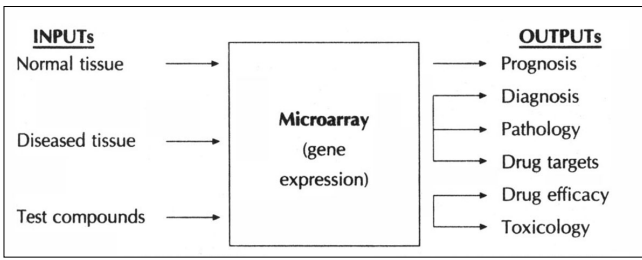 INPUTs
Normal tissue
Diseased tissue
Test compounds
Microarray
(gene
expression)
OUTPUTs
Prognosis
Diagnosis
Pathology
Drug targets
Drug efficacy
Toxicology